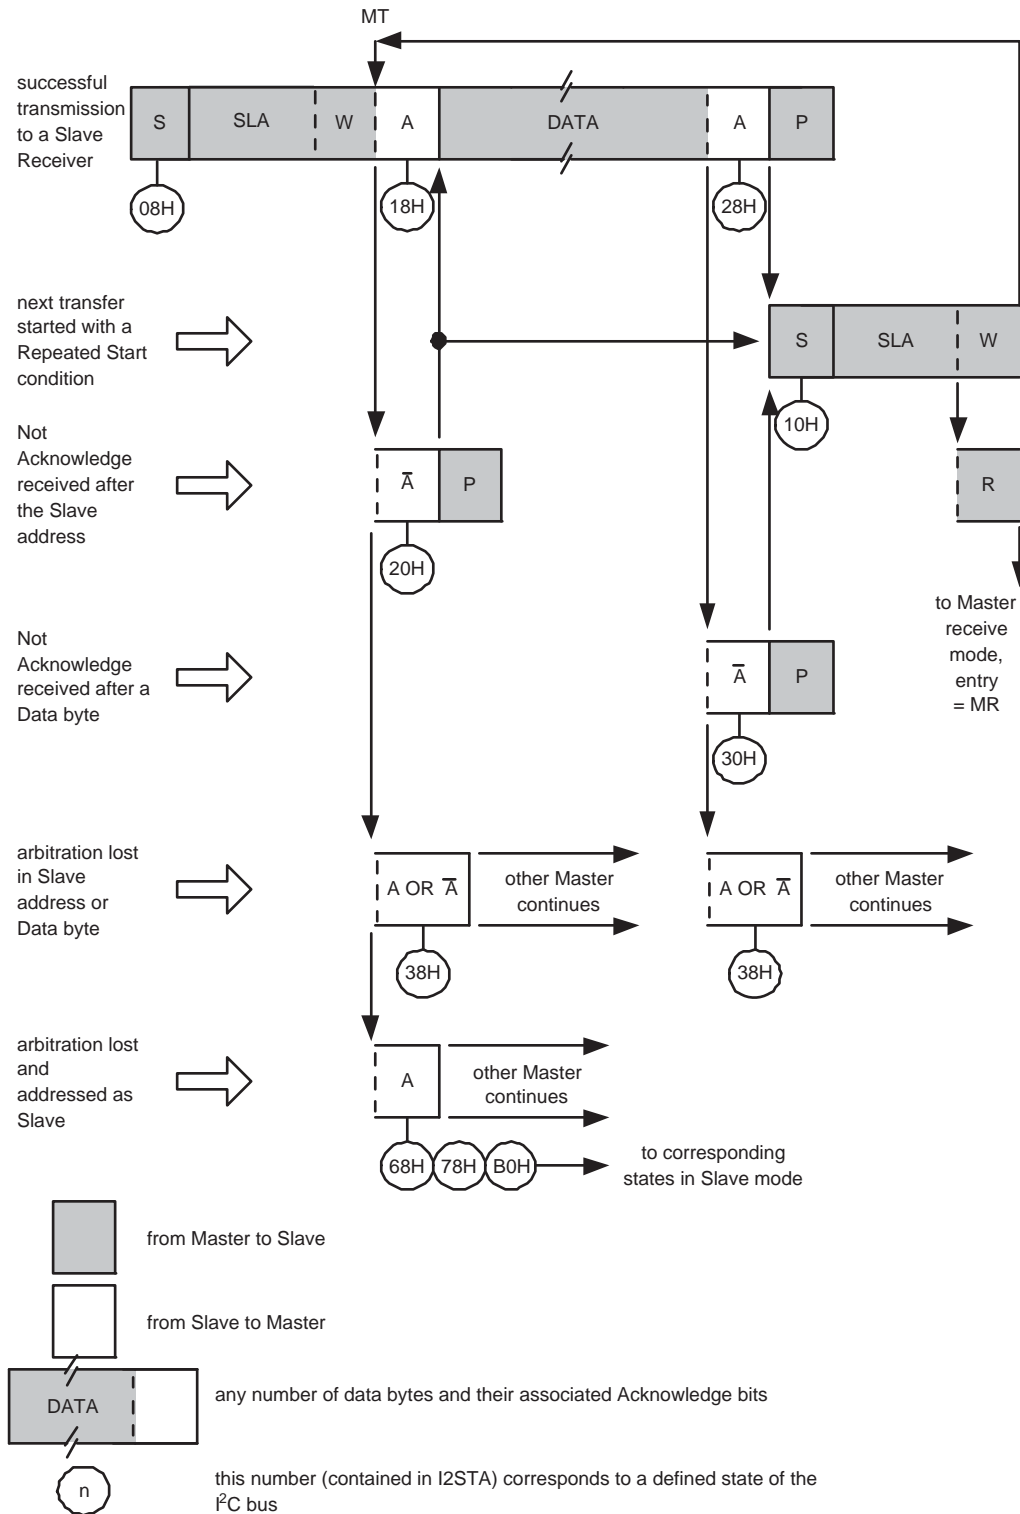 MT
successful
transmission
to a Slave
Receiver
S SLA W A DATA A P
08H 18H 28H
next transfer
started with a
Repeated Start
condition
S SLA W
10H
Not
Acknowledge
received after
the Slave
address
A̅ P
R
20H
to Master
receive
mode,
entry
= MR
Not
Acknowledge
received after a
Data byte
A̅ P
30H
arbitration lost
in Slave
address or
Data byte
A OR A̅
other Master
continues
A OR A̅
other Master
continues
38H 38H
arbitration lost
and
addressed as
Slave
A
other Master
continues
68H 78H B0H
to corresponding
states in Slave mode
from Master to Slave
from Slave to Master
DATA
any number of data bytes and their associated Acknowledge bits
n
this number (contained in I2STA) corresponds to a defined state of the
I²C bus